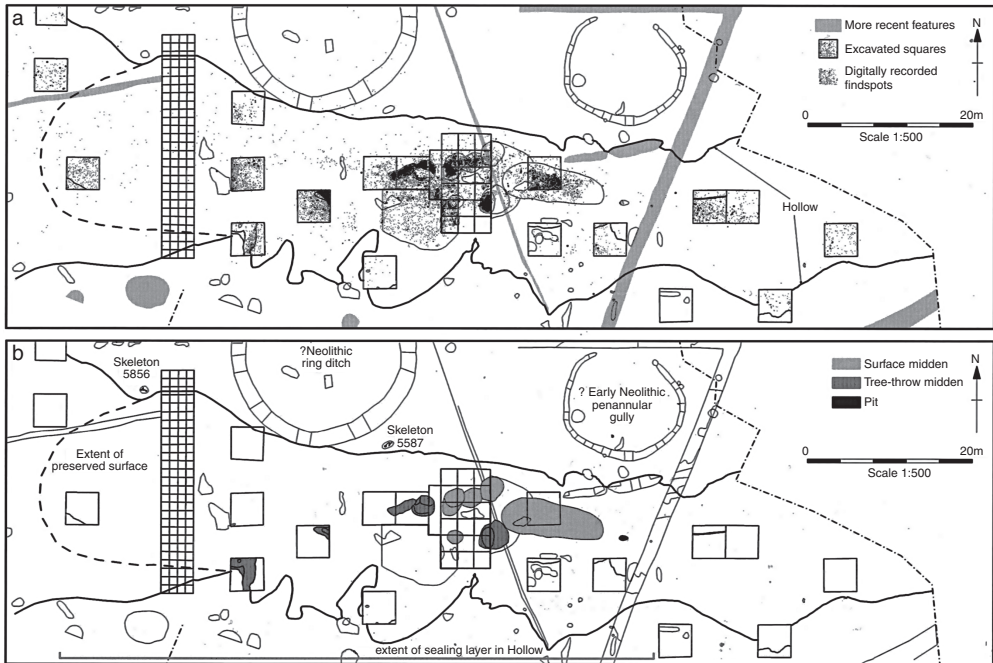 a
More recent features
Excavated squares
Digitally recorded
findspots
N
0
20m
Scale 1:500
Hollow
b
Skeleton
5856
?Neolithic
ring ditch
Skeleton
5587
? Early Neolithic
penannular
gully
Surface midden
Tree-throw midden
Pit
N
0
20m
Scale 1:500
Extent of
preserved surface
extent of sealing layer in Hollow